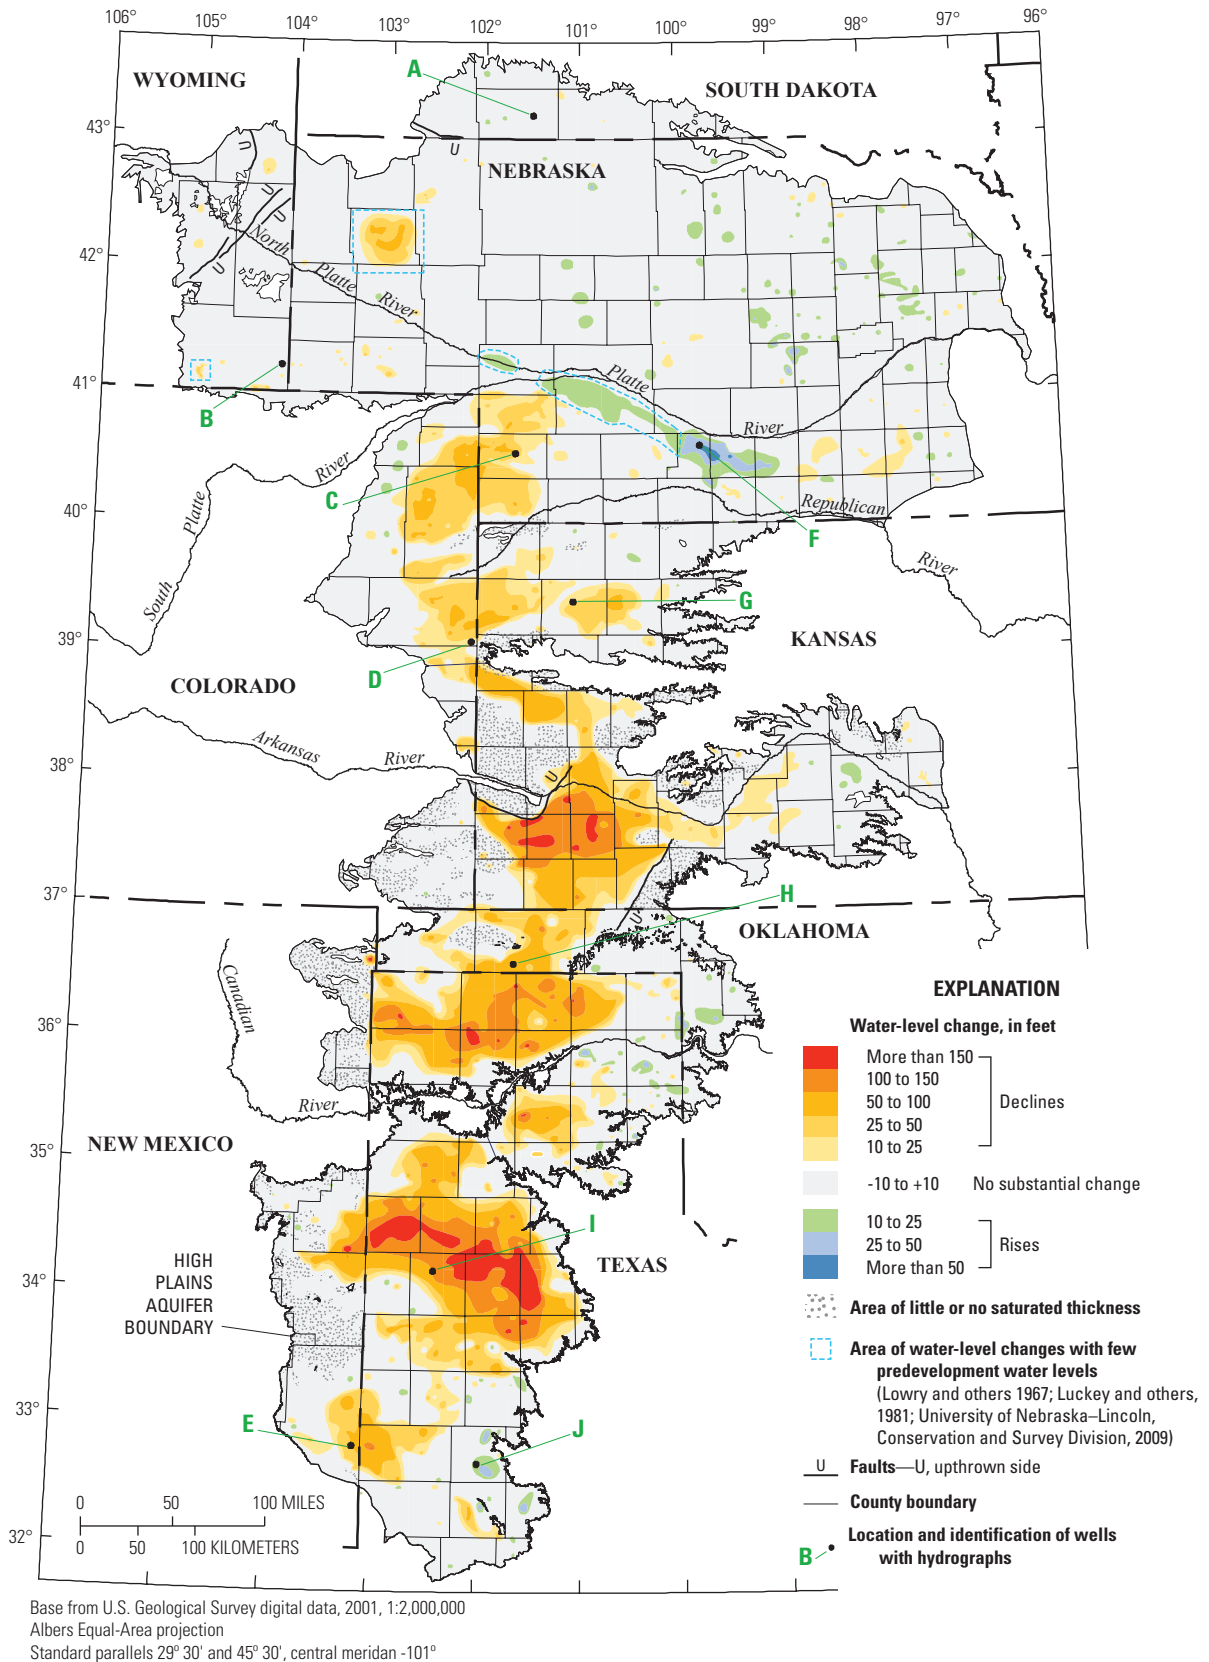 106°
105°
104°
103°
102°
101°
100°
99°
98°
97°
96°
WYOMING
A
SOUTH DAKOTA
43°
U
U
NEBRASKA
U
U
North
42°
U
Platte
River
Platte
41°
B
River
River
C
Republican
Platte
40°
F
River
South
G
39°
KANSAS
D
COLORADO
Arkansas
River
38°
U
37°
H
U
OKLAHOMA
Canadian
36°
River
NEW MEXICO
35°
I
TEXAS
HIGH
PLAINS
AQUIFER
BOUNDARY
34°
33°
E
J
0 50 100 MILES
0 50 100 KILOMETERS
32°
EXPLANATION
Water-level change, in feet
More than 150
100 to 150
50 to 100
25 to 50
10 to 25
Declines
-10 to +10 No substantial change
10 to 25
25 to 50
More than 50
Rises
Area of little or no saturated thickness
Area of water-level changes with few
predevelopment water levels
(Lowry and others 1967; Luckey and others,
1981; University of Nebraska–Lincoln,
Conservation and Survey Division, 2009)
U Faults—U, upthrown side
County boundary
Location and identification of wells
with hydrographs
B
Base from U.S. Geological Survey digital data, 2001, 1:2,000,000
Albers Equal-Area projection
Standard parallels 29° 30' and 45° 30', central meridan -101°